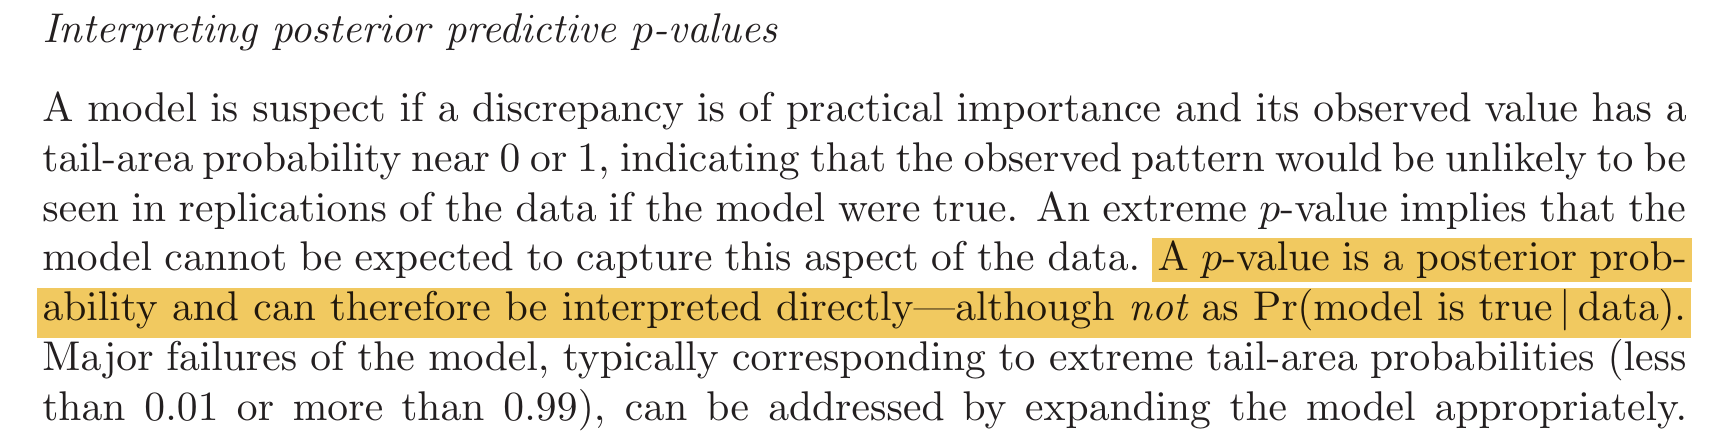 Interpreting posterior predictive p-values
A model is suspect if a discrepancy is of practical importance and its observed value has a
tail-area probability near 0 or 1, indicating that the observed pattern would be unlikely to be
seen in replications of the data if the model were true. An extreme p-value implies that the
model cannot be expected to capture this aspect of the data. A p-value is a posterior prob-
ability and can therefore be interpreted directly—although not as Pr(model is true | data).
Major failures of the model, typically corresponding to extreme tail-area probabilities (less
than 0.01 or more than 0.99), can be addressed by expanding the model appropriately.